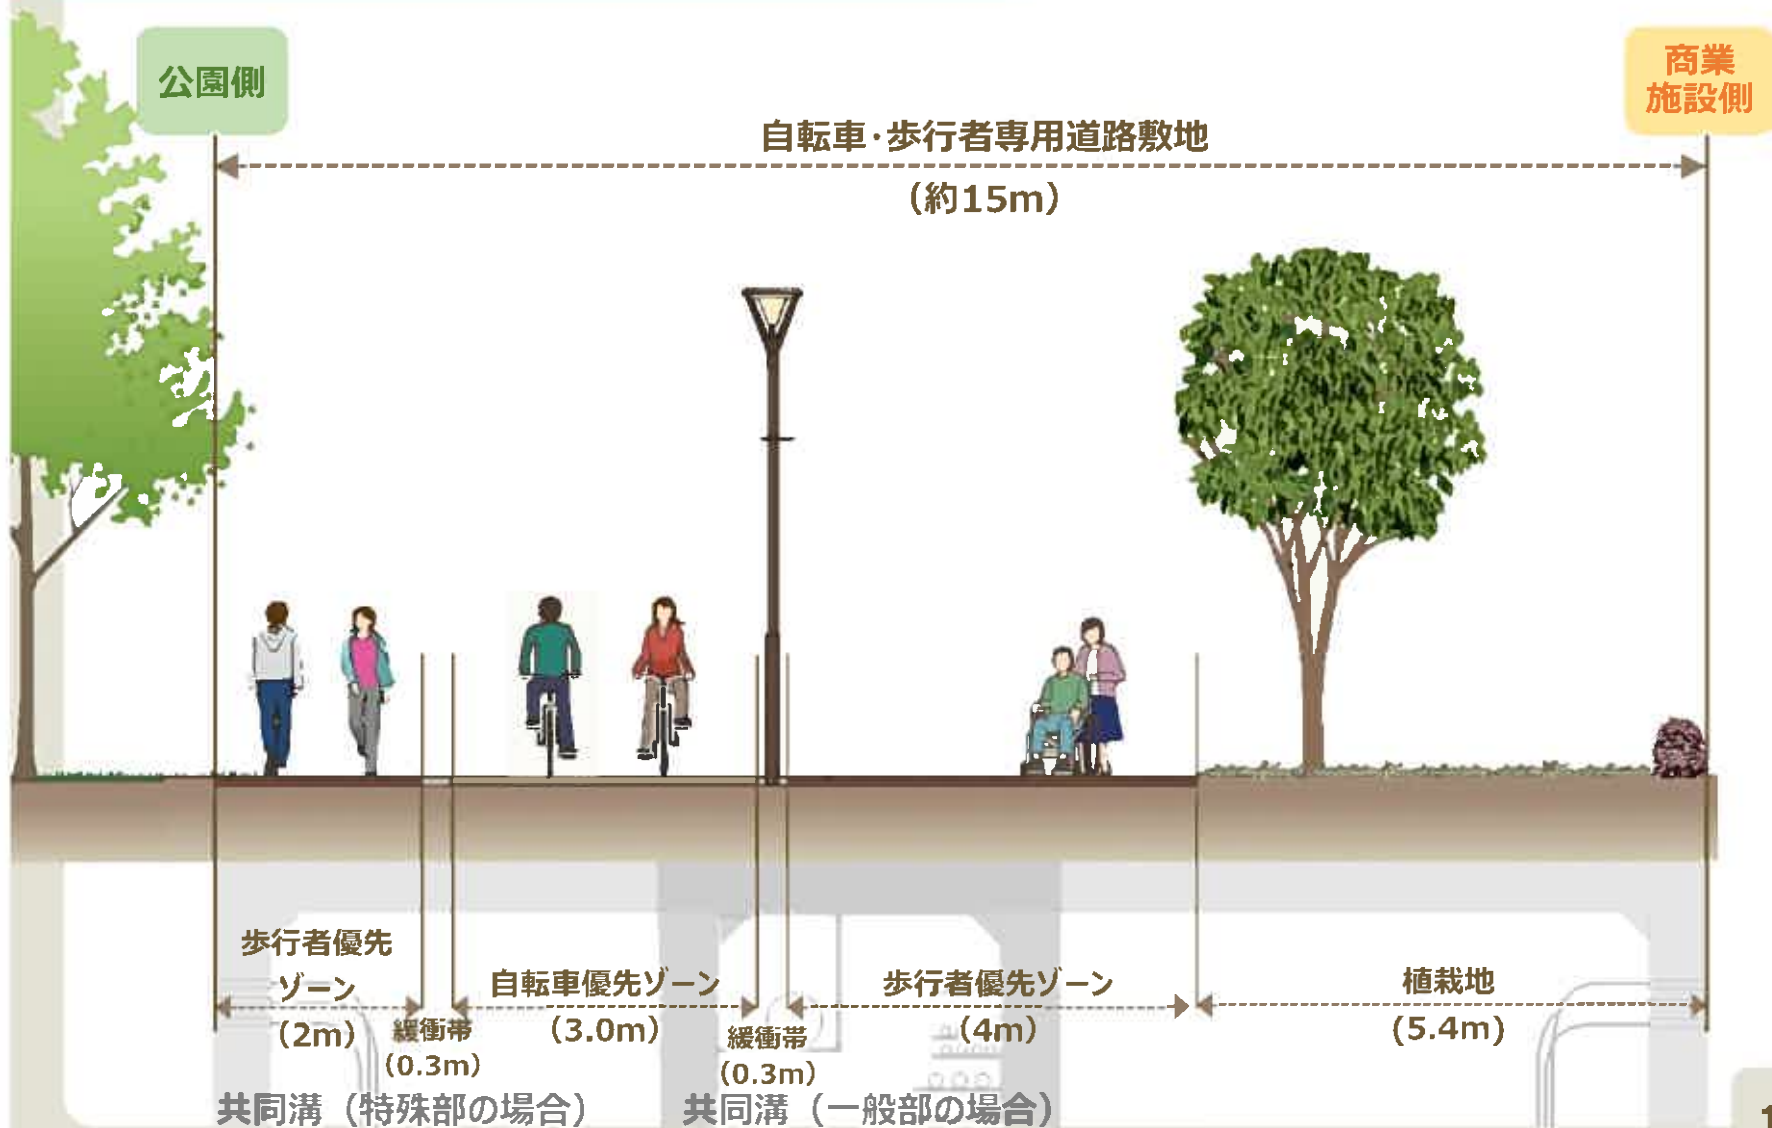 公園側
商業
施設側
自転車・歩行者専用道路敷地
(約15m)
歩行者優先
ゾーン
(2m)
緩衝帯
(0.3m)
自転車優先ゾーン
(3.0m)
緩衝帯
(0.3m)
歩行者優先ゾーン
(4m)
植栽地
(5.4m)
共同溝（特殊部の場合）
共同溝（一般部の場合）
1